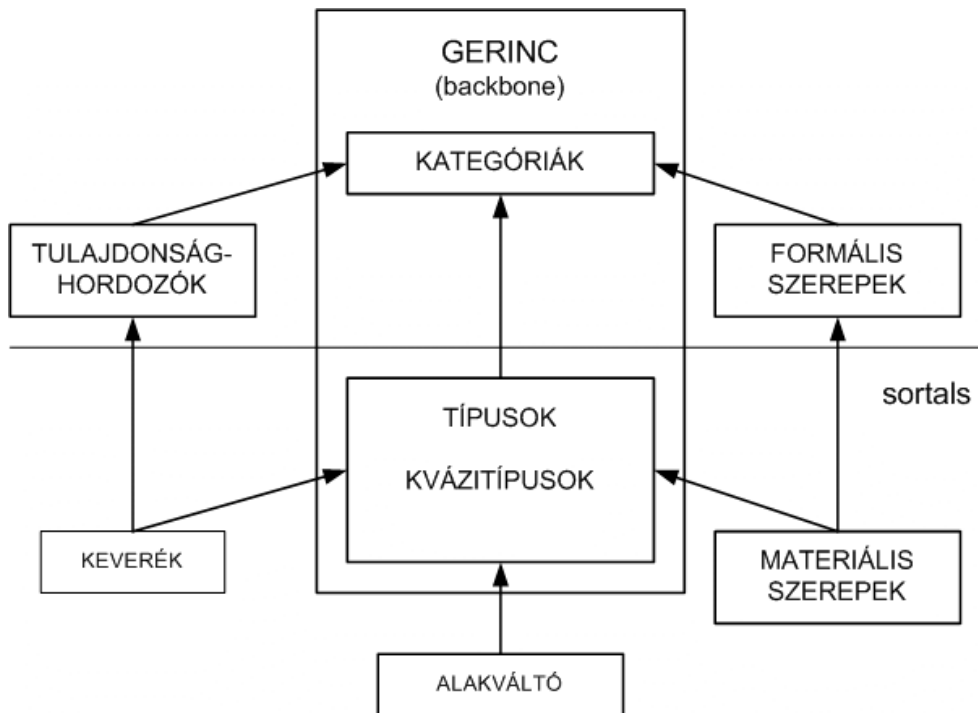 GERINC
(backbone)
KATEGÓRIÁK
TULAJDONSÁG-
HORDOZÓK
FORMÁLIS
SZEREPEK
sortals
TÍPUSOK
KVÁZITÍPUSOK
KEVERÉK
MATERIÁLIS
SZEREPEK
ALAKVÁLTÓ